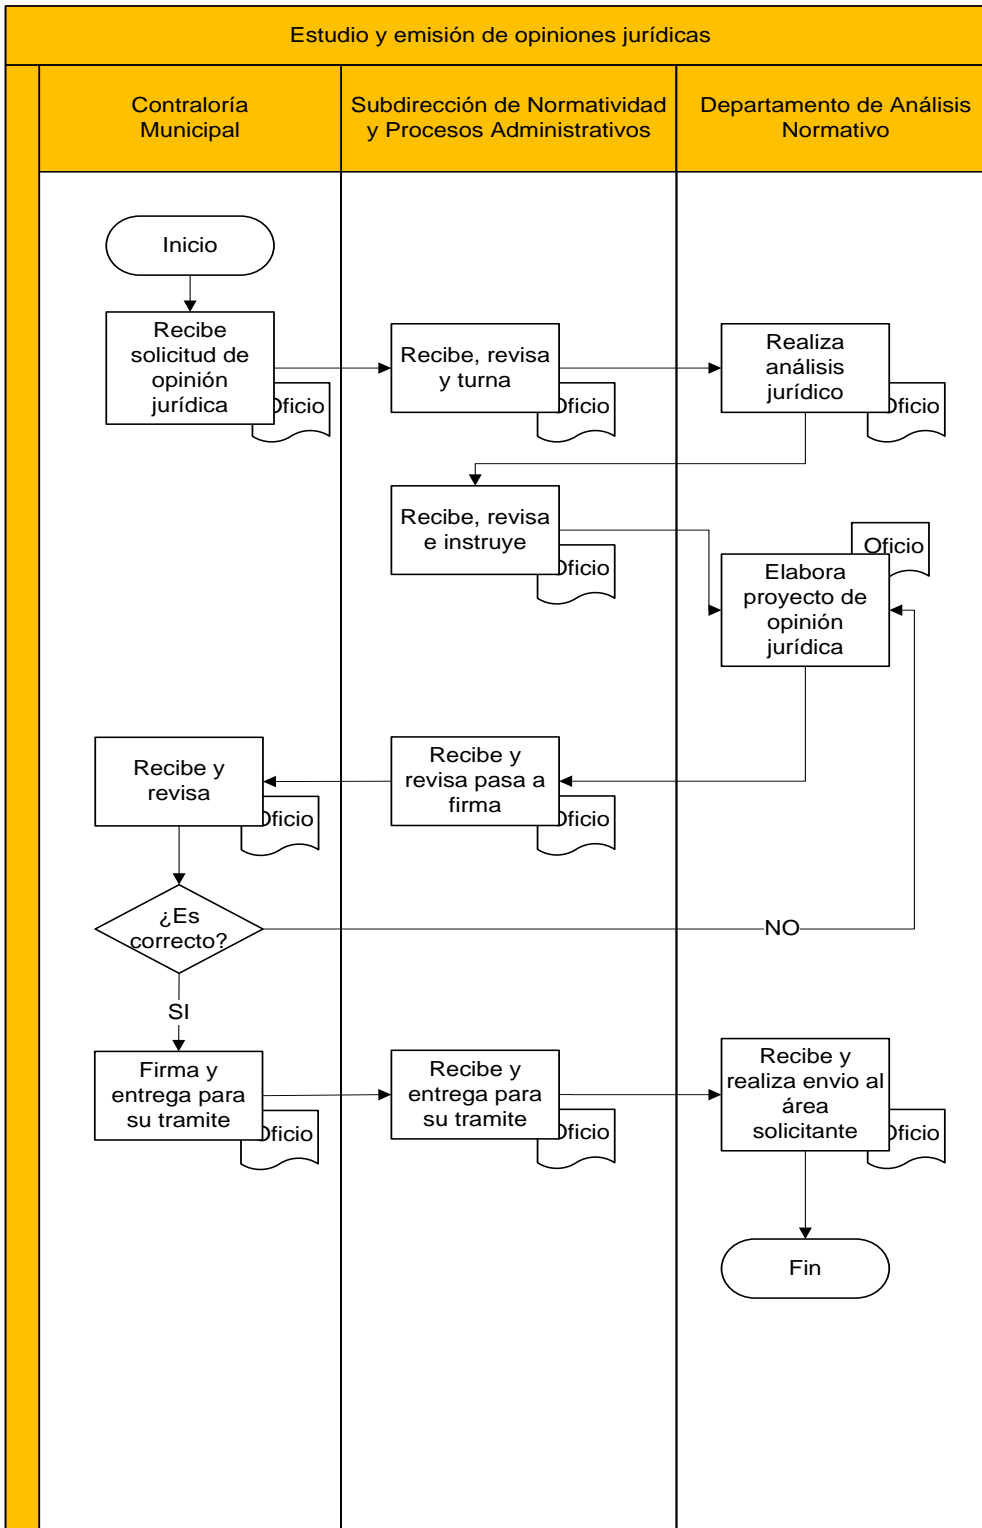 Estudio y emisión de opiniones jurídicas
Contraloría
Municipal
Subdirección de Normatividad
y Procesos Administrativos
Departamento de Análisis
Normativo
Inicio
Recibe
solicitud de
opinión
jurídica
Oficio
Recibe, revisa
y turna
Oficio
Realiza
análisis
jurídico
Oficio
Recibe, revisa
e instruye
Oficio
Oficio
Elabora
proyecto de
opinión
jurídica
Recibe y
revisa
Oficio
Recibe y
revisa pasa a
firma
Oficio
¿Es
correcto?
NO
SI
Firma y
entrega para
su tramite
Oficio
Recibe y
entrega para
su tramite
Oficio
Recibe y
realiza envio al
área
solicitante
Oficio
Fin